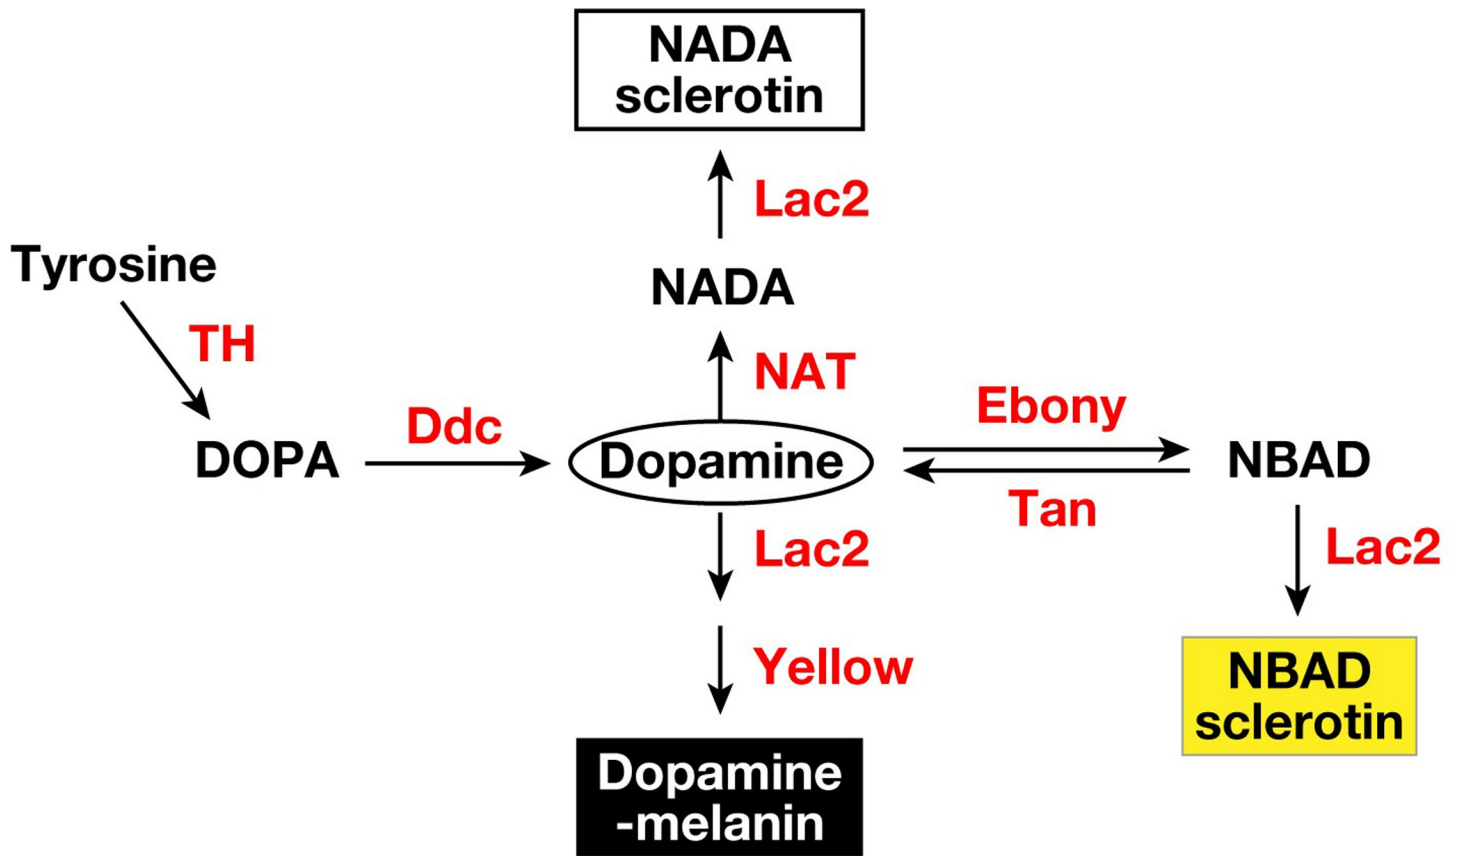 NADA
sclerotin
Lac2
Tyrosine
NADA
TH
NAT
Ebony
Ddc
DOPA
Dopamine
NBAD
Tan
Lac2
Lac2
Yellow
NBAD
sclerotin
Dopamine
-melanin